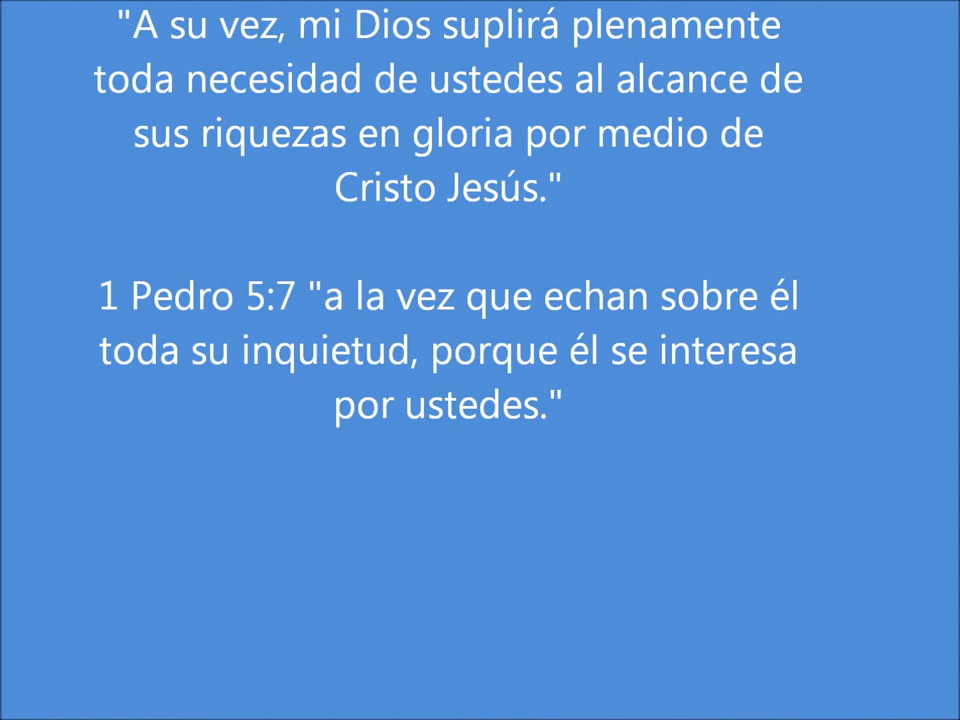 "A su vez, mi Dios suplirá plenamente
toda necesidad de ustedes al alcance de
sus riquezas en gloria por medio de
Cristo Jesús."
1 Pedro 5:7 "a la vez que echan sobre él
toda su inquietud, porque él se interesa
por ustedes."